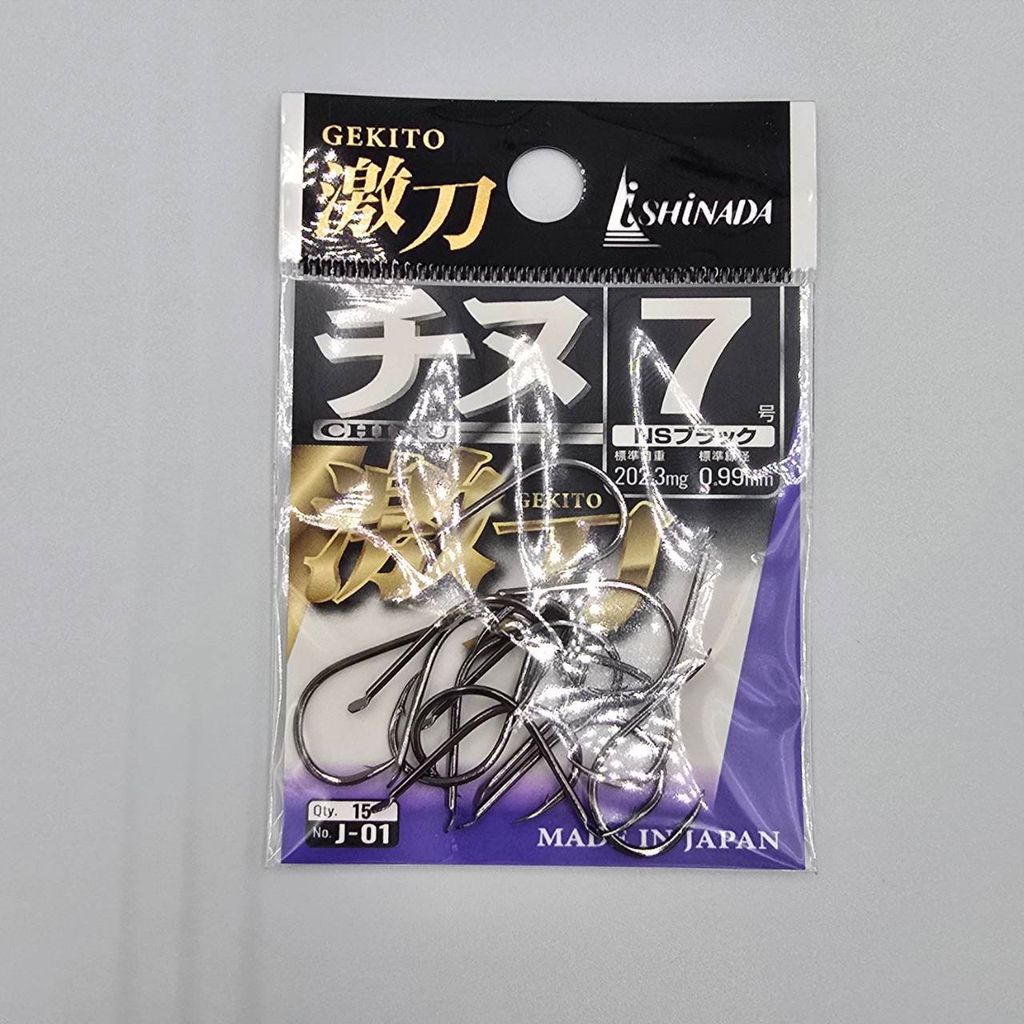 GEKITO
激刀
iSHiNADA
チヌ
CHINU
7号
NSブラック
標準自重 標準線径
202.3mg 0.99mm
激刀
GEKITO
Qty. 15
No. J-01
MADE IN JAPAN